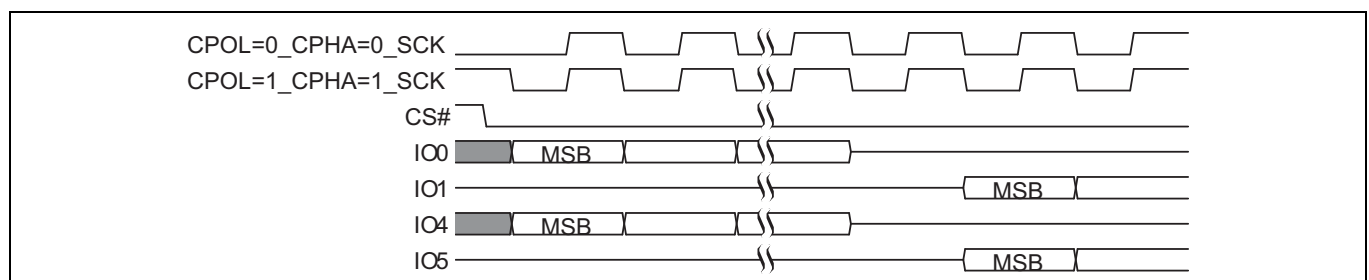 CPOL=0_CPHA=0_SCK
CPOL=1_CPHA=1_SCK
CS#
IO0 MSB
IO1 MSB
IO4 MSB
IO5 MSB